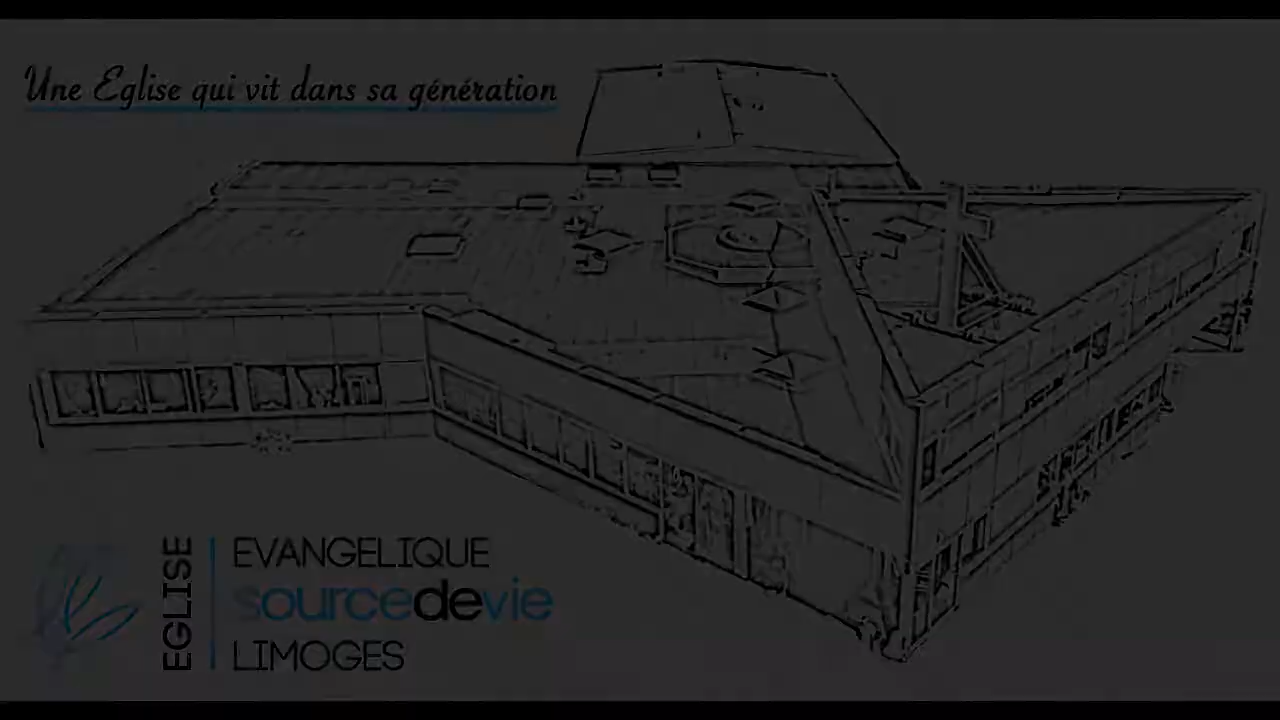 Une Eglise qui vit dans sa génération
EGLISE
EVANGELIQUE
sourcedevie
LIMOGES